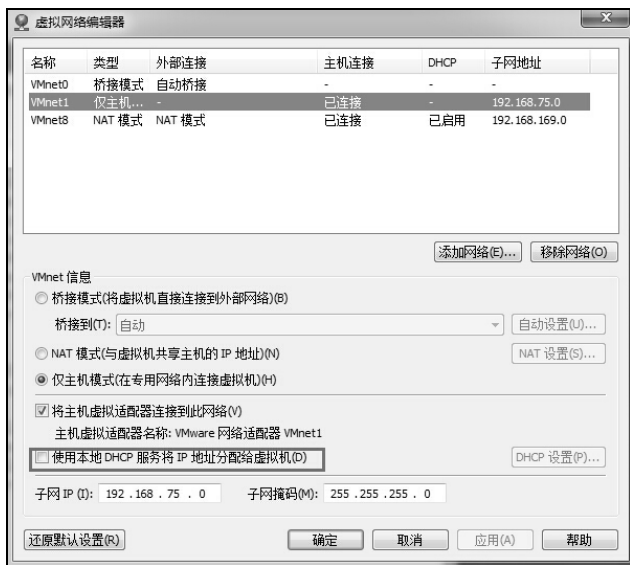 虚拟网络编辑器
名称 类型 外部连接 主机连接 DHCP 子网地址
VMnet0 桥接模式 自动桥接 - - -
VMnet1 仅主机... - 已连接 - 192.168.75.0
VMnet8 NAT 模式 NAT 模式 已连接 已启用 192.168.169.0
添加网络(E)... 移除网络(O)
VMnet 信息
桥接模式(将虚拟机直接连接到外部网络)(B)
桥接到(T): 自动 自动设置(U)...
NAT 模式(与虚拟机共享主机的 IP 地址)(N) NAT 设置(S)...
仅主机模式(在专用网络内连接虚拟机)(H)
将主机虚拟适配器连接到此网络(V)
主机虚拟适配器名称: VMware 网络适配器 VMnet1
使用本地 DHCP 服务将 IP 地址分配给虚拟机(D) DHCP 设置(P)...
子网 IP (I): 192 . 168 . 75 . 0 子网掩码(M): 255 . 255 . 255 . 0
还原默认设置(R) 确定 取消 应用(A) 帮助